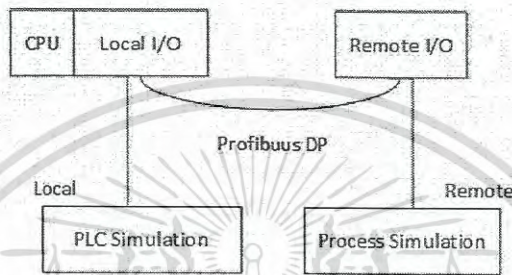 CPU Local I/O Remote I/O
Profibuus DP
Local Remote
PLC Simulation Process Simulation